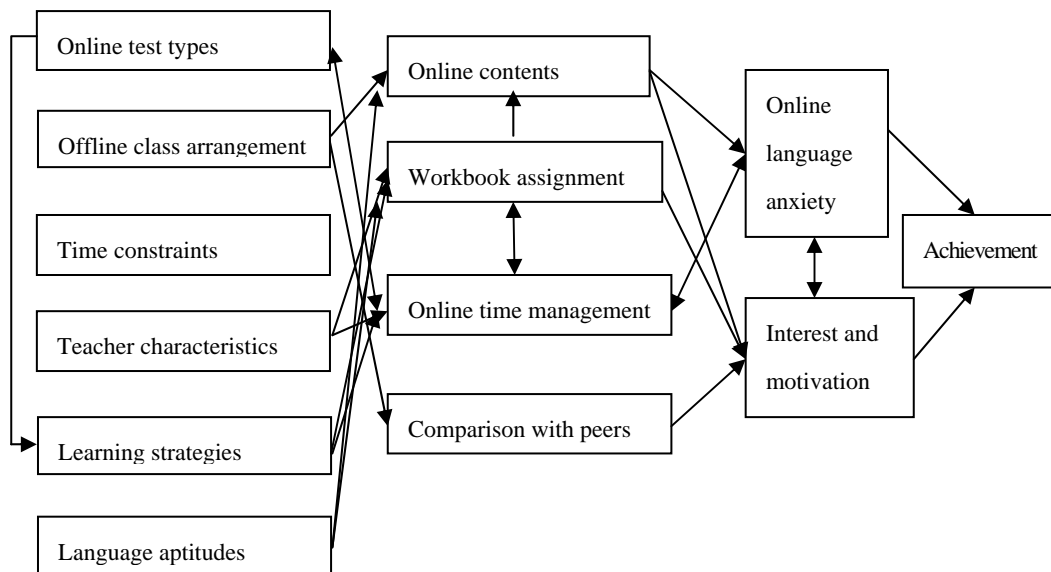 Online test types
Offline class arrangement
Time constraints
Teacher characteristics
Learning strategies
Language aptitudes
Online contents
Workbook assignment
Online time management
Comparison with peers
Online
language
anxiety
Interest and
motivation
Achievement